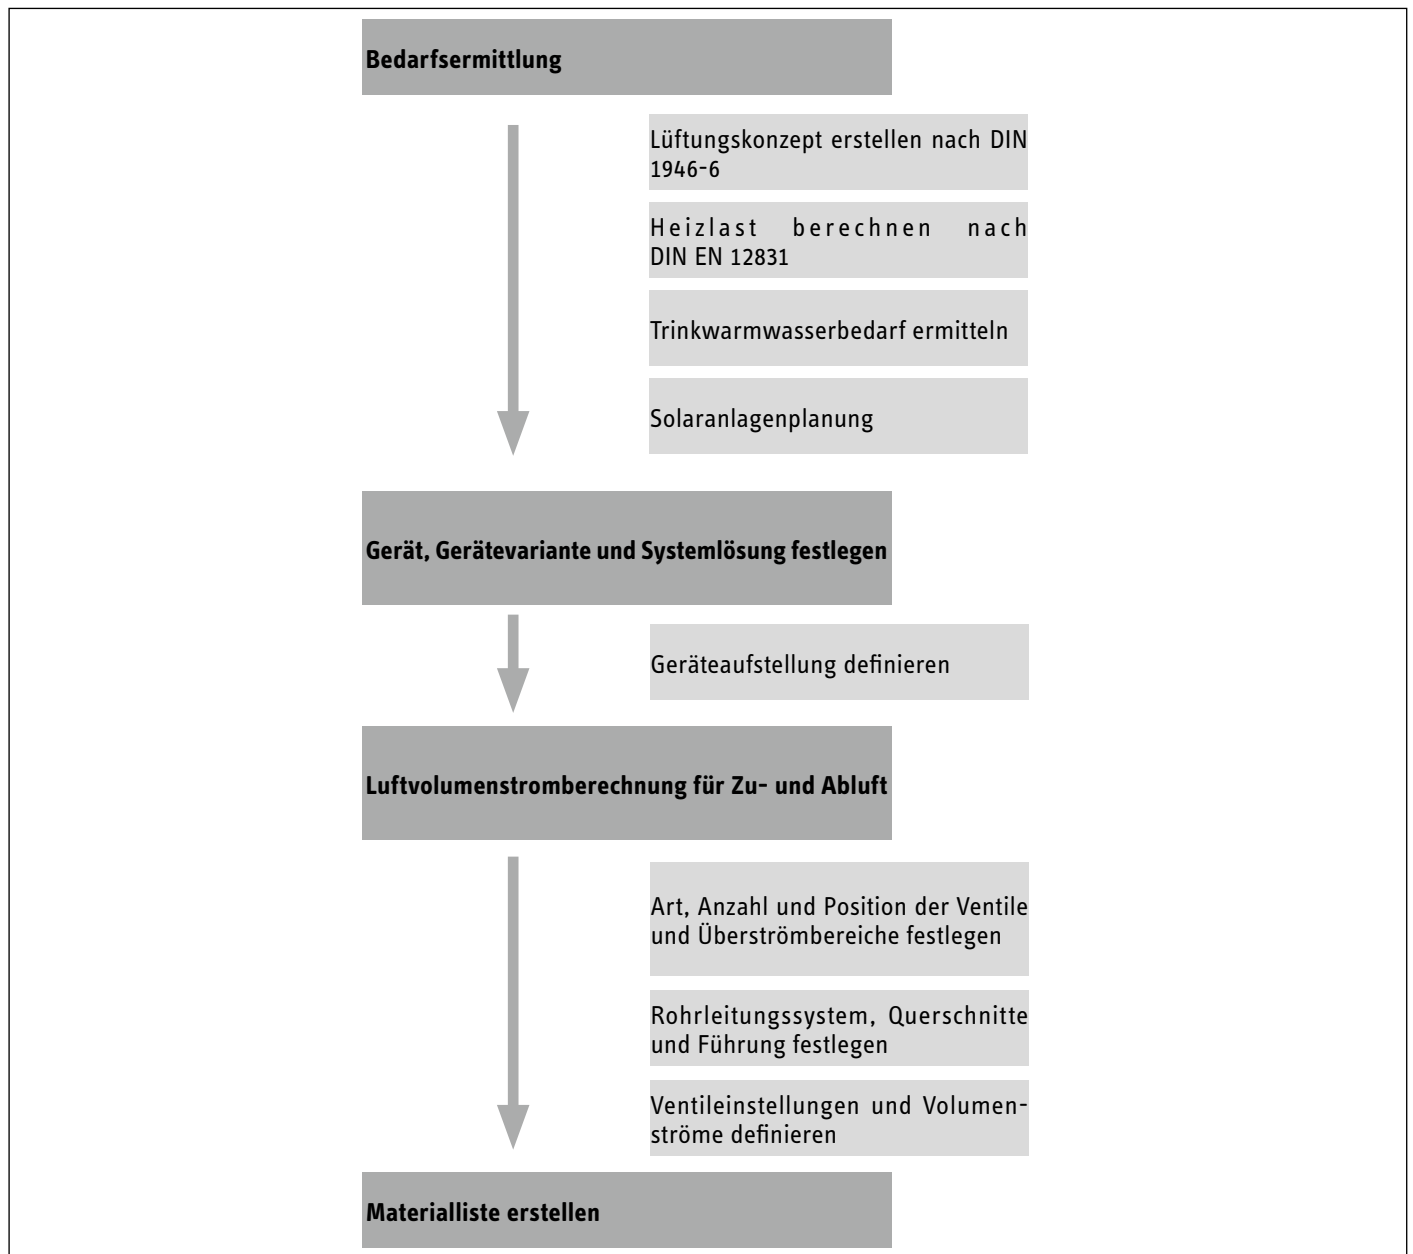 Bedarfsermittlung
Lüftungskonzept erstellen nach DIN
1946-6
Heizlast berechnen nach
DIN EN 12831
Trinkwarmwasserbedarf ermitteln
Solaranlagenplanung
Gerät, Gerätevariante und Systemlösung festlegen
Geräteaufstellung definieren
Luftvolumenstromberechnung für Zu- und Abluft
Art, Anzahl und Position der Ventile
und Überströmbereiche festlegen
Rohrleitungssystem, Querschnitte
und Führung festlegen
Ventileinstellungen und Volumen-
ströme definieren
Materialliste erstellen